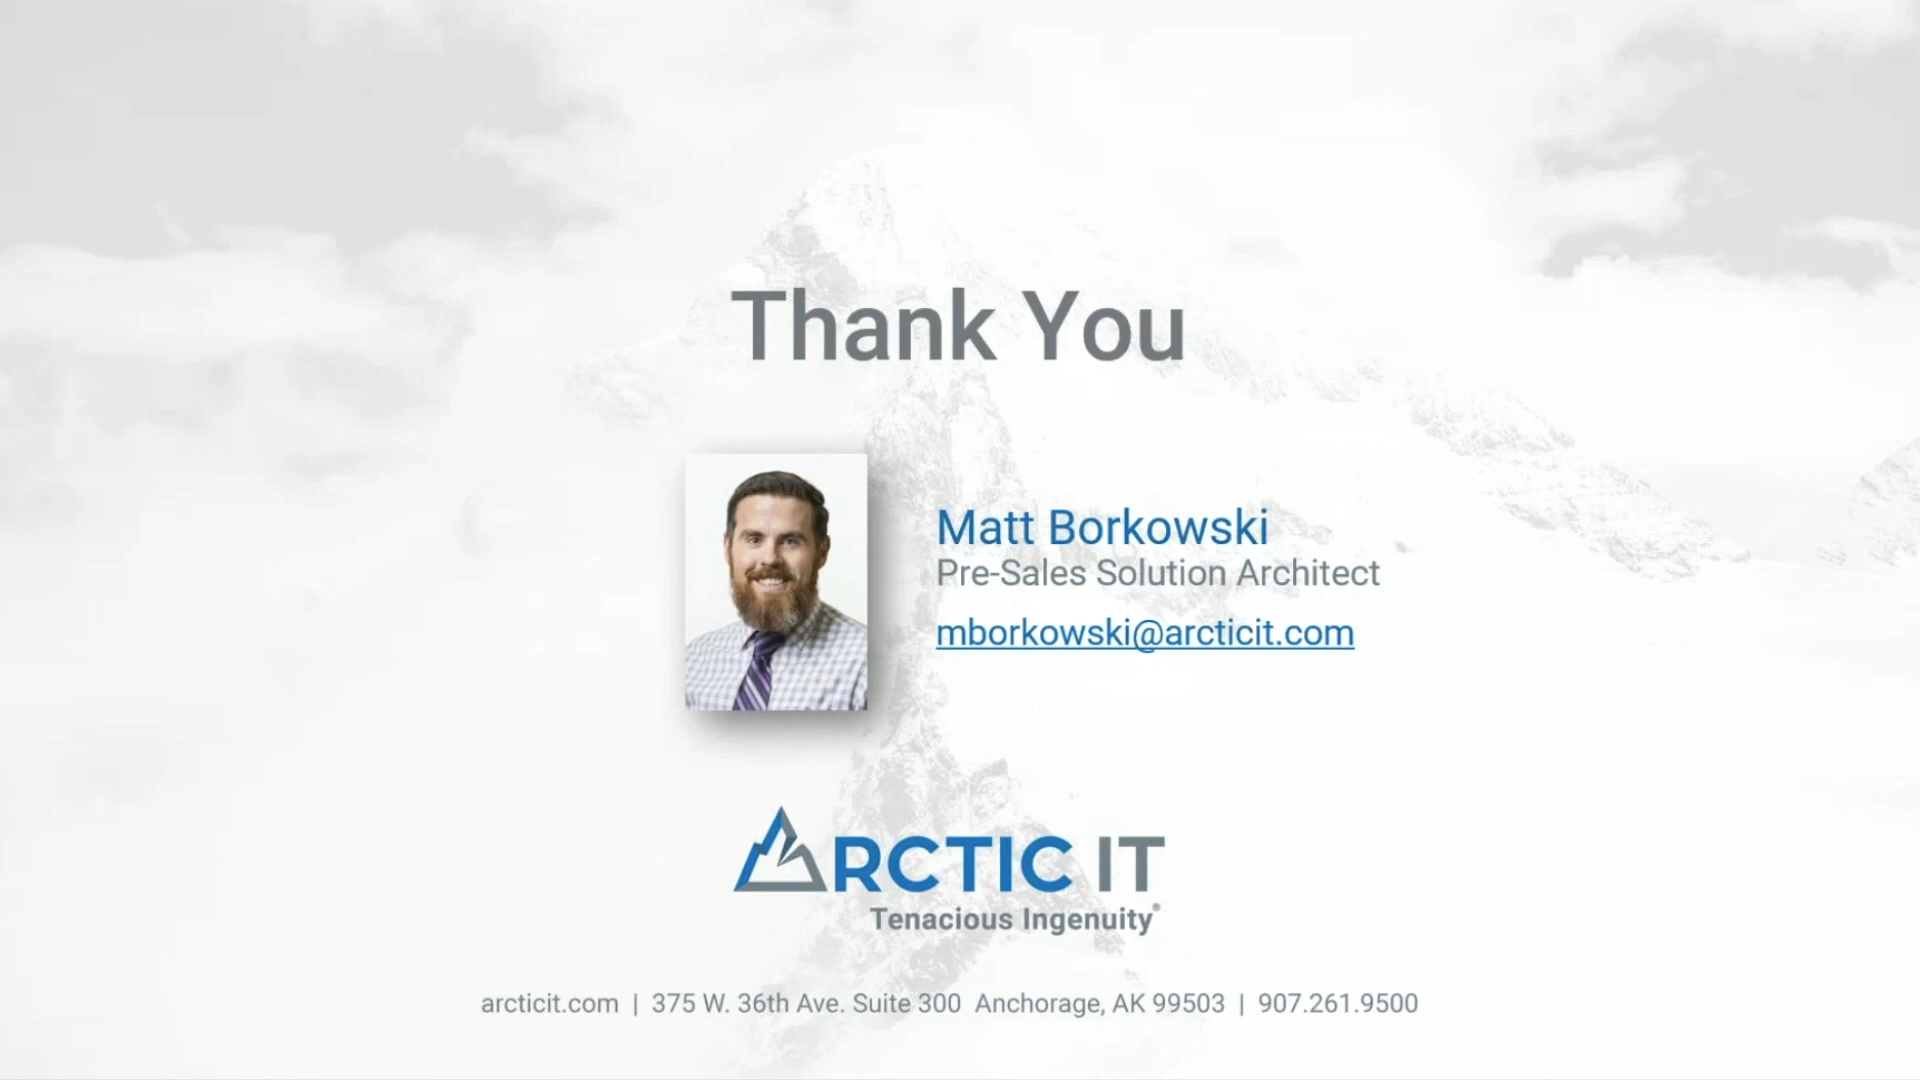 Thank You
Matt Borkowski
Pre-Sales Solution Architect
mborkowski@arcticit.com
ARCTIC IT
Tenacious Ingenuity®
arcticit.com | 375 W. 36th Ave. Suite 300 Anchorage, AK 99503 | 907.261.9500